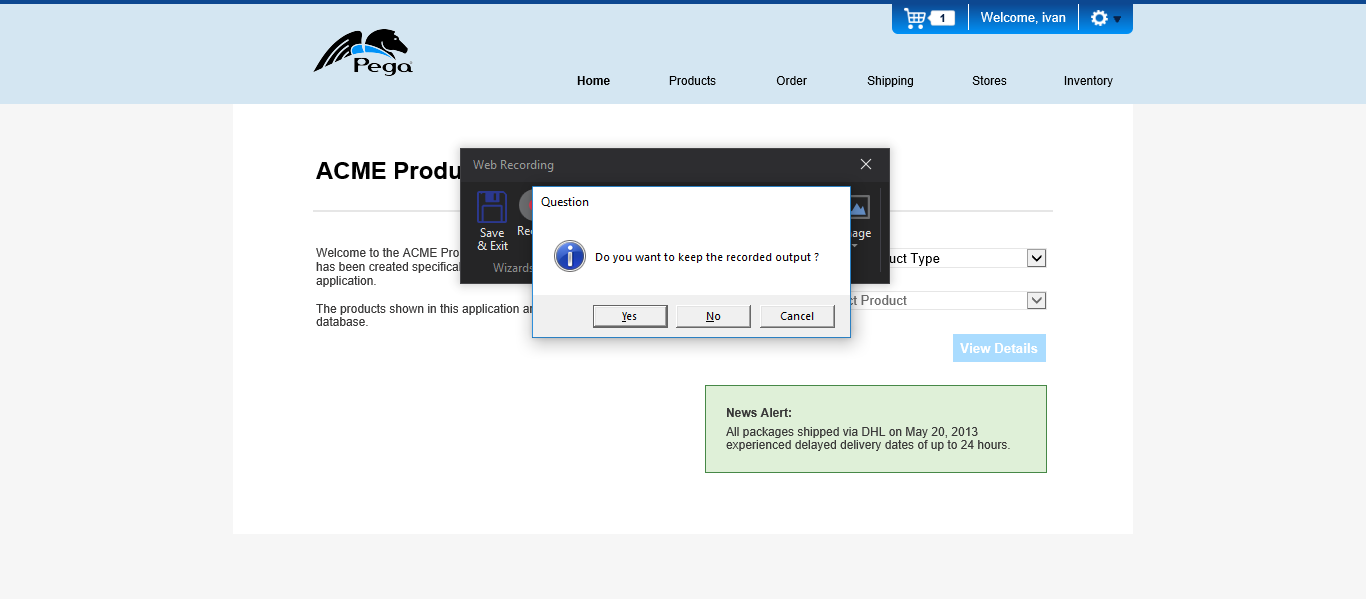 1
Welcome, ivan
Pega
Home Products Order Shipping Stores Inventory
ACME Produ
Web Recording
Save
& Exit
Wizards
Question
Do you want to keep the recorded output ?
Yes No Cancel
Welcome to the ACME Pro
has been created specifical
application.
The products shown in this application a
database.
uct Type
ct Product
View Details
News Alert:
All packages shipped via DHL on May 20, 2013
experienced delayed delivery dates of up to 24 hours.